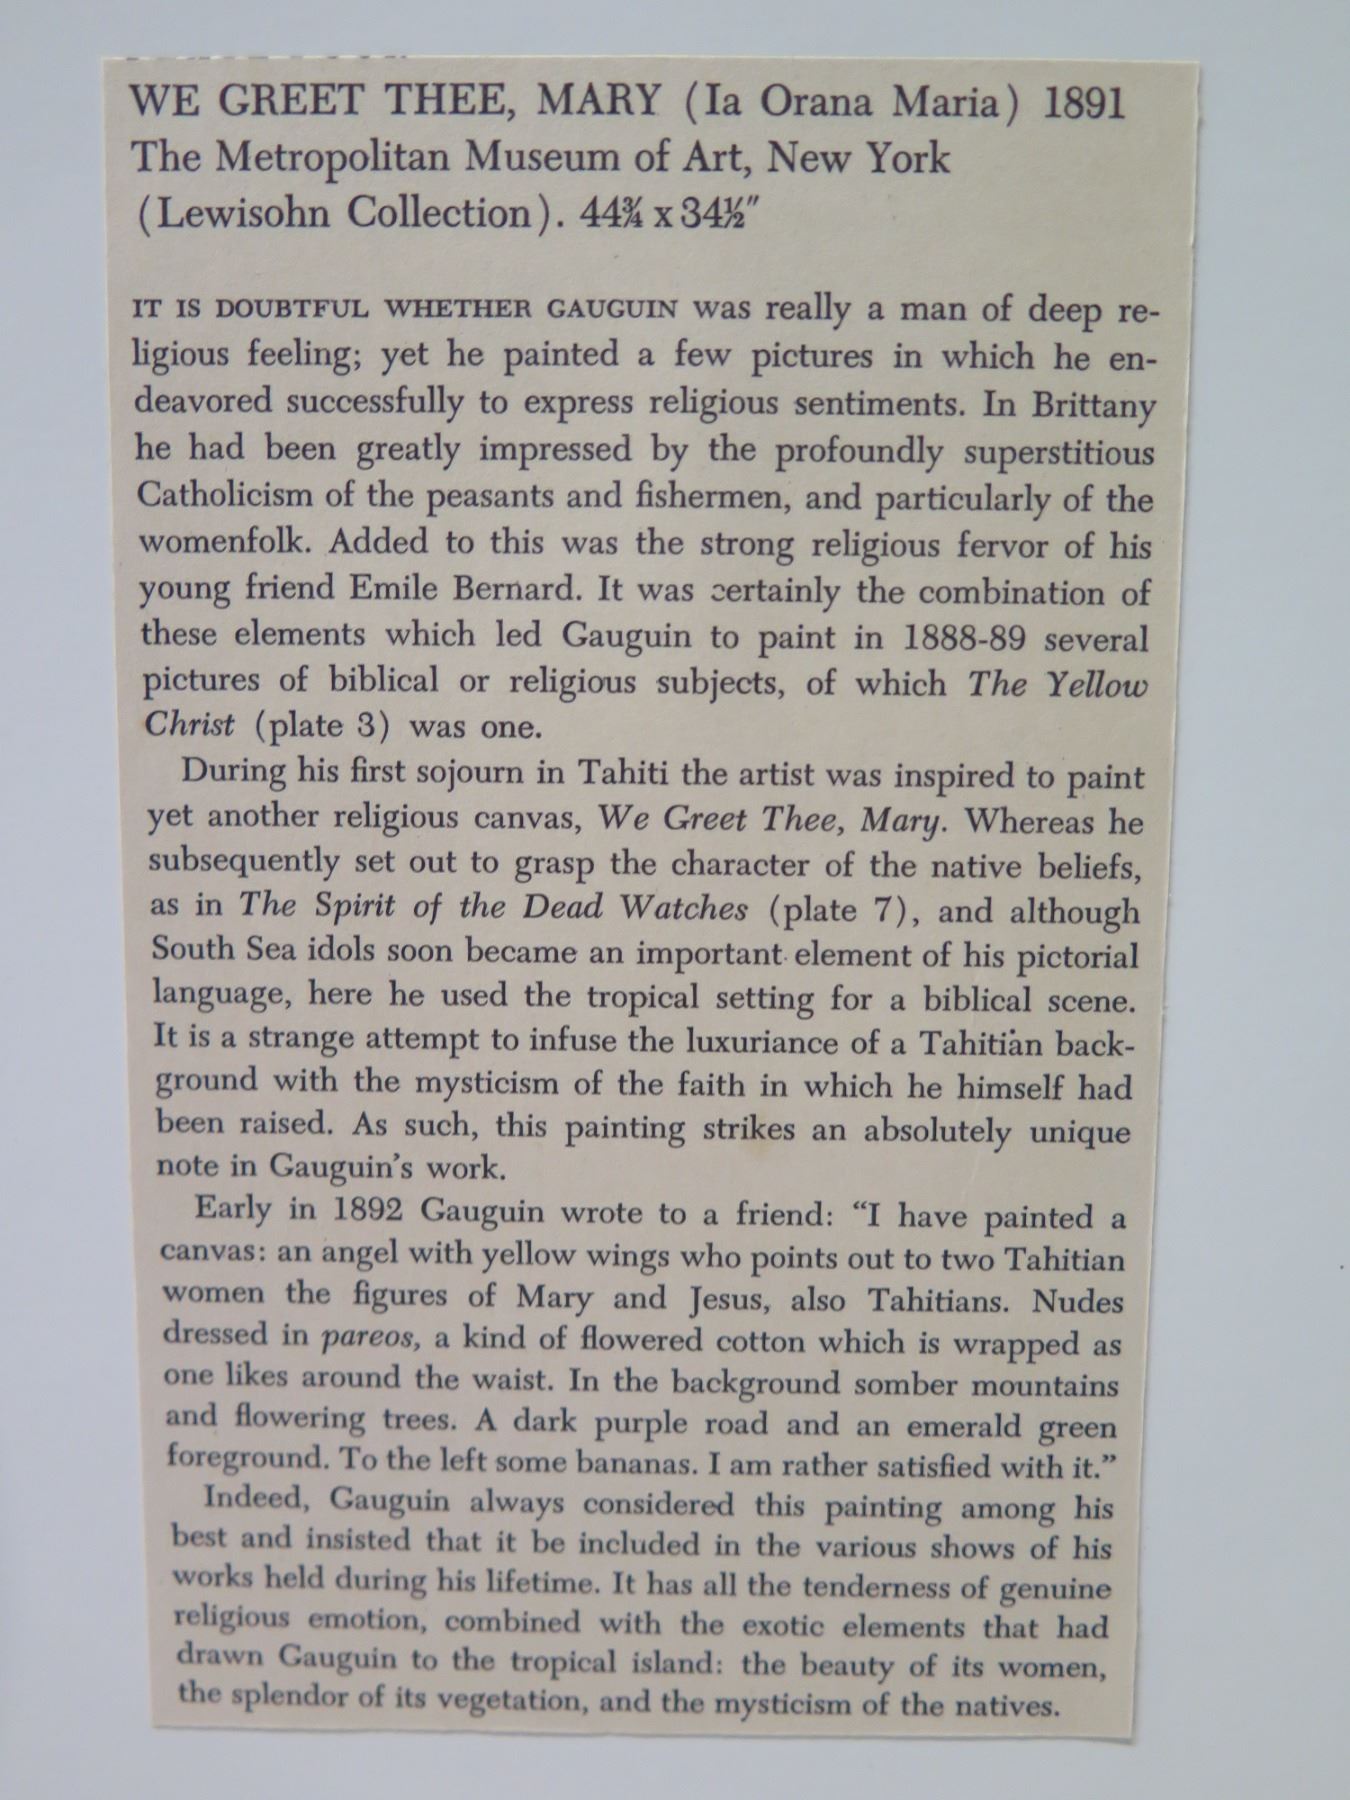 WE GREET THEE, MARY (Ia Orana Maria) 1891
The Metropolitan Museum of Art, New York
(Lewisohn Collection). 44¾ x 34½″
IT IS DOUBTFUL WHETHER GAUGUIN was really a man of deep re-
ligious feeling; yet he painted a few pictures in which he en-
deavored successfully to express religious sentiments. In Brittany
he had been greatly impressed by the profoundly superstitious
Catholicism of the peasants and fishermen, and particularly of the
womenfolk. Added to this was the strong religious fervor of his
young friend Emile Bernard. It was certainly the combination of
these elements which led Gauguin to paint in 1888-89 several
pictures of biblical or religious subjects, of which The Yellow
Christ (plate 3) was one.
During his first sojourn in Tahiti the artist was inspired to paint
yet another religious canvas, We Greet Thee, Mary. Whereas he
subsequently set out to grasp the character of the native beliefs,
as in The Spirit of the Dead Watches (plate 7), and although
South Sea idols soon became an important element of his pictorial
language, here he used the tropical setting for a biblical scene.
It is a strange attempt to infuse the luxuriance of a Tahitian back-
ground with the mysticism of the faith in which he himself had
been raised. As such, this painting strikes an absolutely unique
note in Gauguin's work.
Early in 1892 Gauguin wrote to a friend: “I have painted a
canvas: an angel with yellow wings who points out to two Tahitian
women the figures of Mary and Jesus, also Tahitians. Nudes
dressed in pareos, a kind of flowered cotton which is wrapped as
one likes around the waist. In the background somber mountains
and flowering trees. A dark purple road and an emerald green
foreground. To the left some bananas. I am rather satisfied with it.”
Indeed, Gauguin always considered this painting among his
best and insisted that it be included in the various shows of his
works held during his lifetime. It has all the tenderness of genuine
religious emotion, combined with the exotic elements that had
drawn Gauguin to the tropical island: the beauty of its women,
the splendor of its vegetation, and the mysticism of the natives.